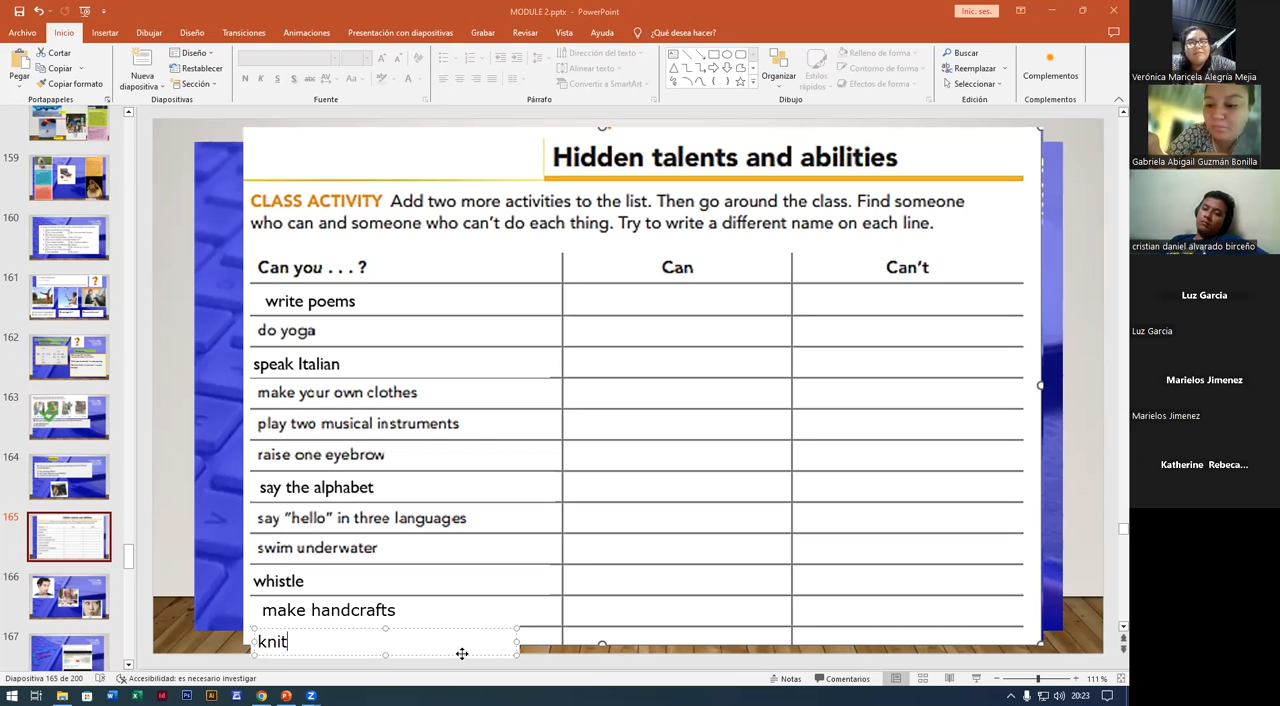 MODULE 2.pptx - PowerPoint
Inic. ses.
Archivo Inicio Insertar Dibujar Diseño Transiciones Animaciones Presentación con diapositivas Grabar Revisar Vista Ayuda ¿Qué desea hacer?
Pegar
Cortar
Copiar
Copiar formato
Portapapeles
Nueva diapositiva
Diseño
Restablecer
Sección
Diapositivas
Fuente
Dirección del texto
Alinear texto
Convertir a SmartArt
Párrafo
Organizar
Estilos rápidos
Relleno de forma
Contorno de forma
Efectos de forma
Dibujo
Buscar
Reemplazar
Seleccionar
Edición
Complementos
Complementos
159
160
161
162
163
164
165
166
167
Hidden talents and abilities
CLASS ACTIVITY Add two more activities to the list. Then go around the class. Find someone
who can and someone who can't do each thing. Try to write a different name on each line.
Can you . . . ? Can Can't
write poems
do yoga
speak Italian
make your own clothes
play two musical instruments
raise one eyebrow
say the alphabet
say “hello” in three languages
swim underwater
whistle
make handcrafts
knit
Verónica Maricela Alegría Mejia
Gabriela Abigail Guzmán Bonilla
cristian daniel alvarado birceño
Luz Garcia
Luz Garcia
Marielos Jimenez
Marielos Jimenez
Katherine Rebeca...
Diapositiva 165 de 200 Accesibilidad: es necesario investigar Notas Comentarios 111 %
20:23